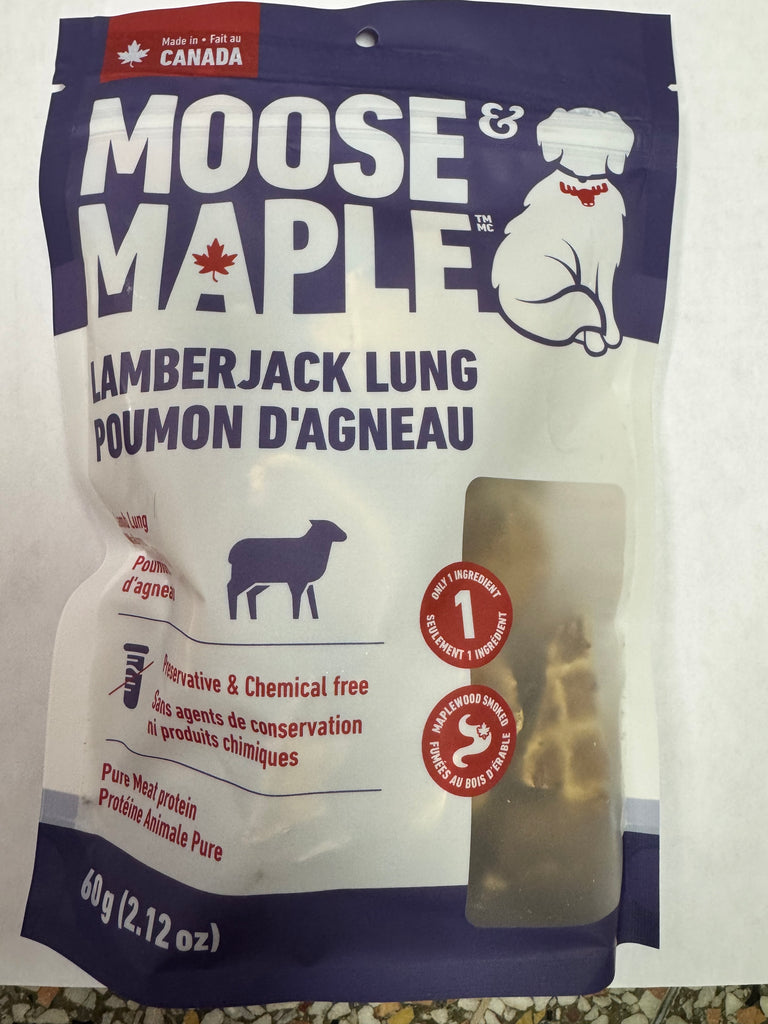 Made in • Fait au
CANADA
MOOSE &
MAPLE ™ MC
LAMBERJACK LUNG
POUMON D'AGNEAU
Lung
d'agneau
ONLY 1 INGREDIENT
1
SEULEMENT 1 INGRÉDIENT
Preservative & Chemical free
Sans agents de conservation
ni produits chimiques
MAPLEWOOD SMOKED
FUMÉES AU BOIS D'ÉRABLE
Pure Meat protein
Protéine Animale Pure
60g (2.12 oz)